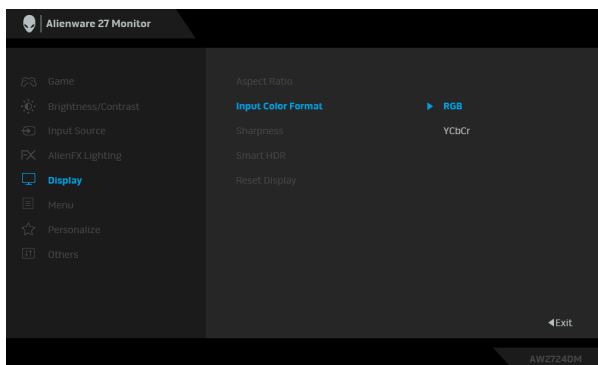 Alienware 27 Monitor
Game
Brightness/Contrast
Input Source
FX AlienFX Lighting
Display
Menu
Personalize
Others
Aspect Ratio
Input Color Format RGB
Sharpness YCbCr
Smart HDR
Reset Display
Exit
AW2724DM